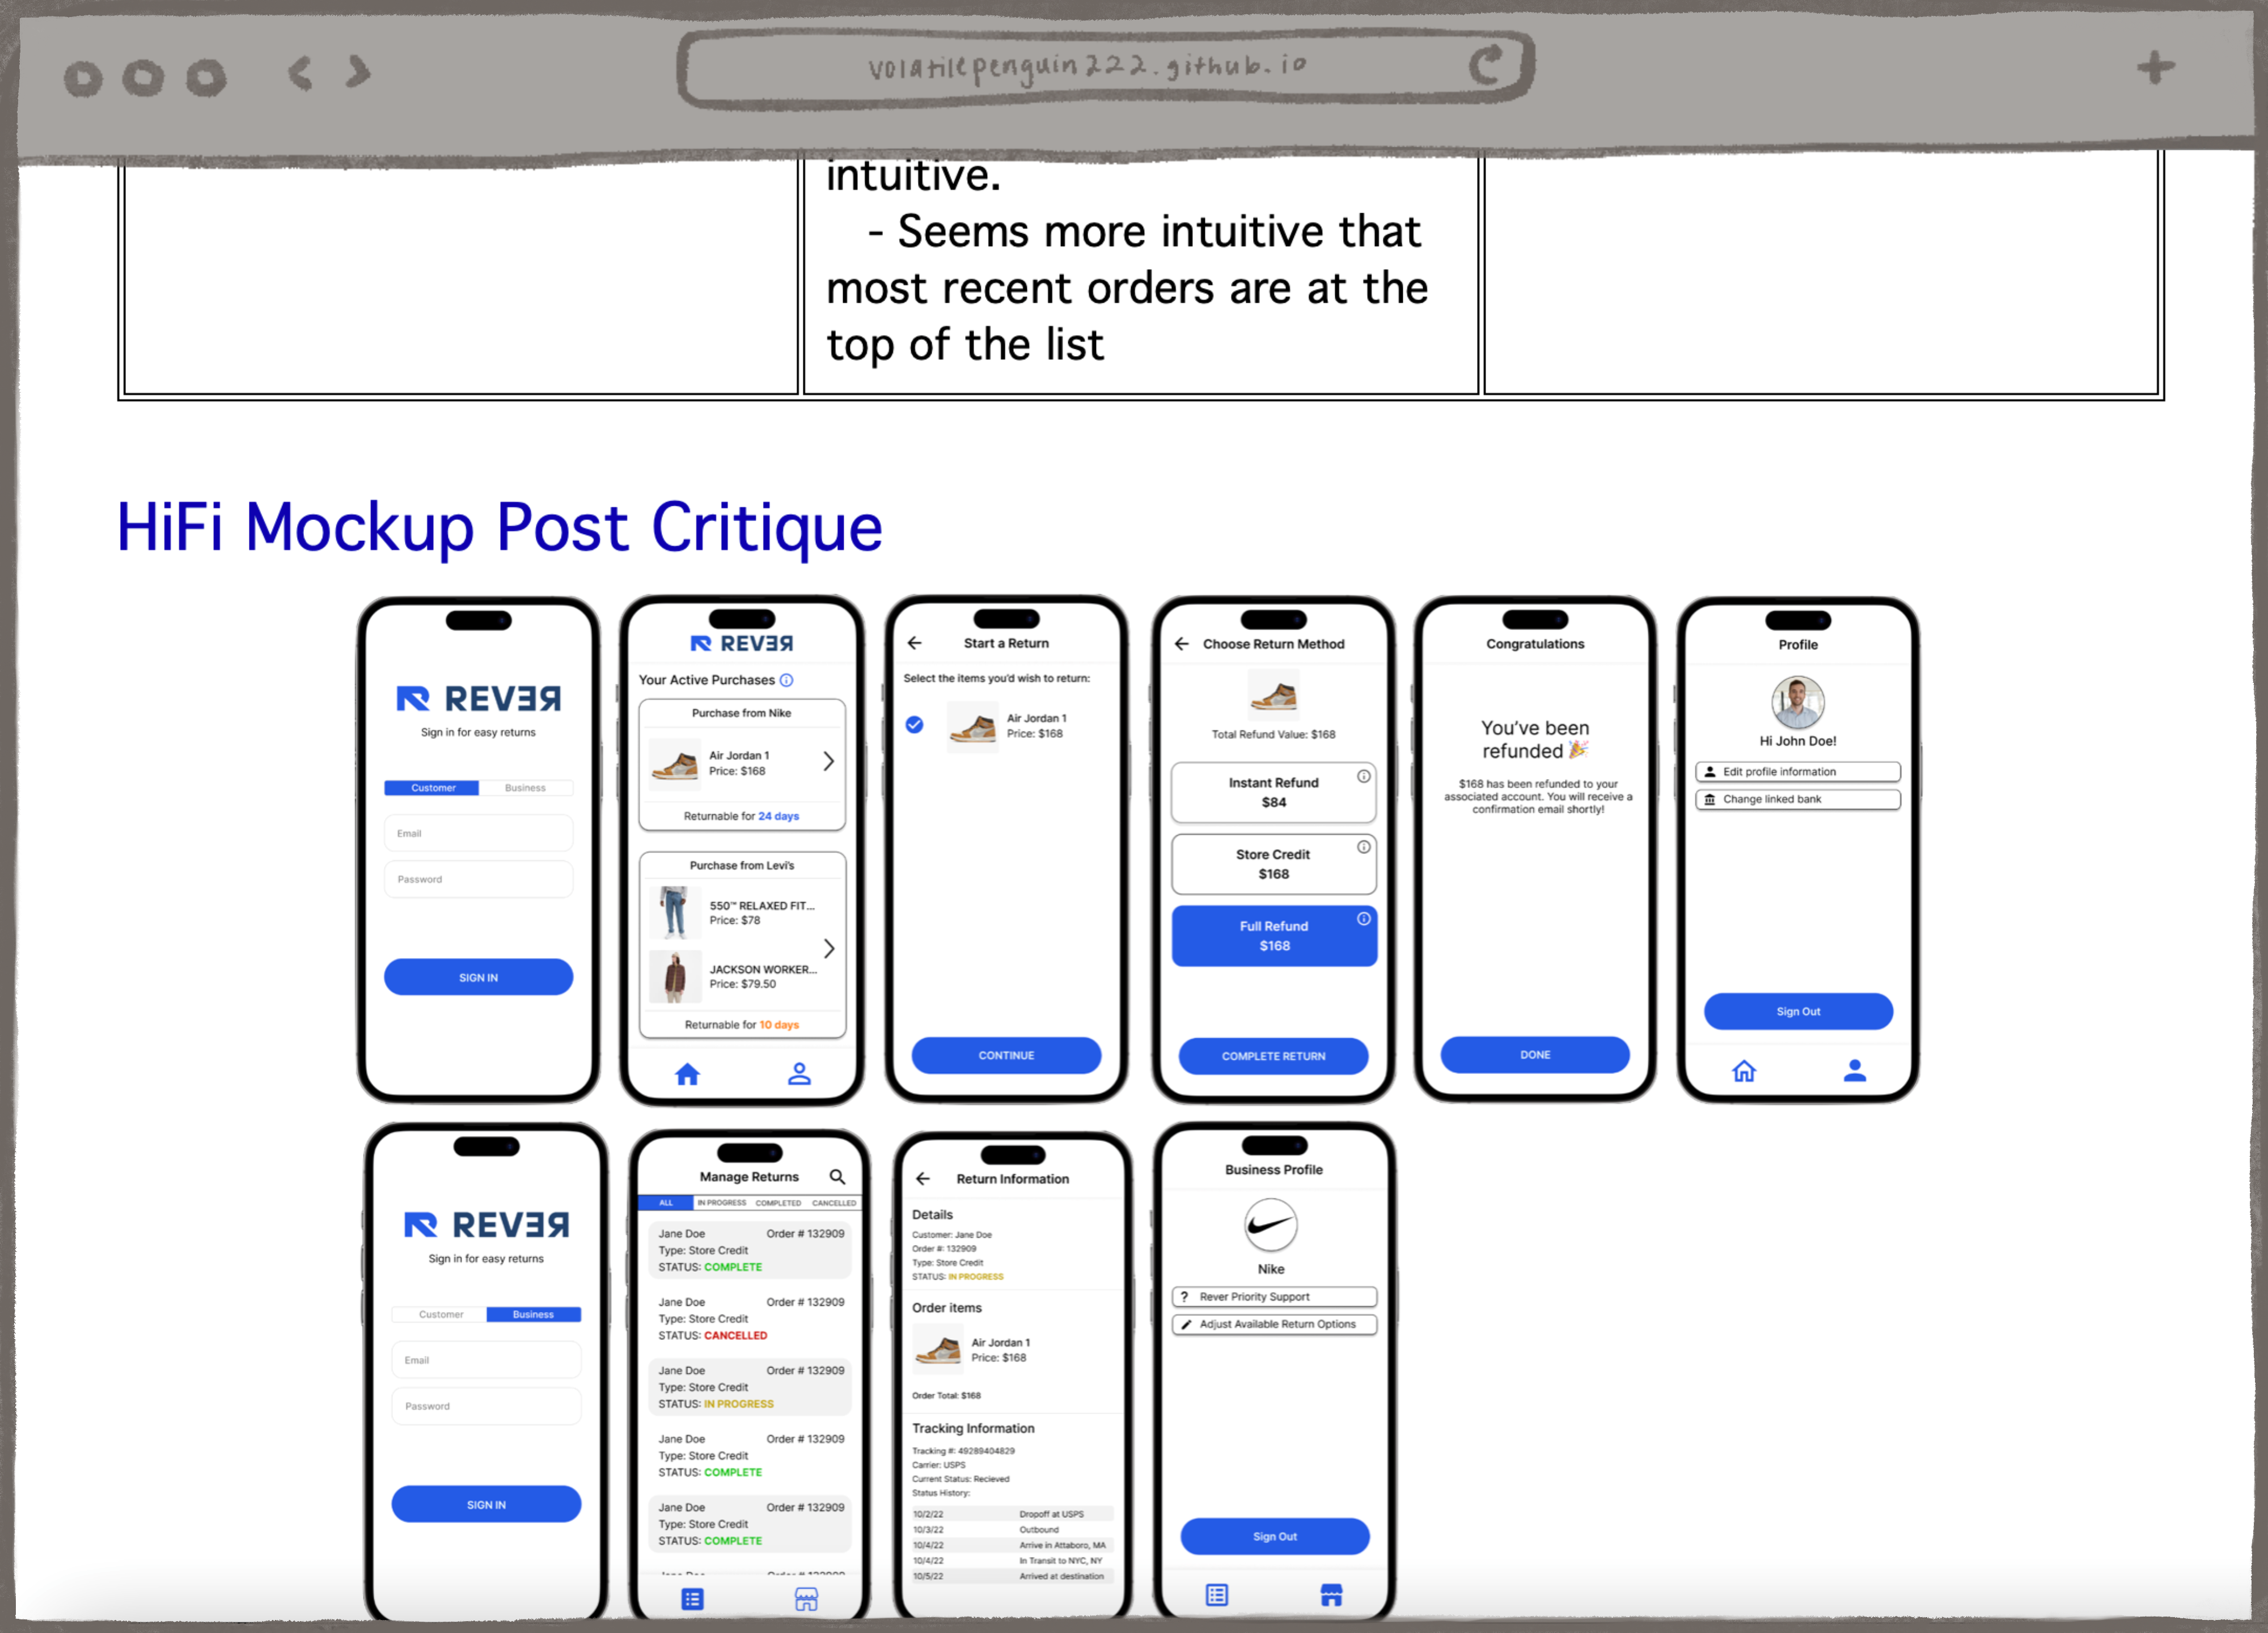 volatilepenguin222.github.io
intuitive.
- Seems more intuitive that
most recent orders are at the
top of the list
HiFi Mockup Post Critique
REVER
Sign in for easy returns
Customer
Business
Email
Password
SIGN IN
REVER
Your Active Purchases
Purchase from Nike
Air Jordan 1
Price: $168
Returnable for 24 days
Purchase from Levi's
550™ RELAXED FIT...
Price: $78
JACKSON WORKER...
Price: $79.50
Returnable for 10 days
Start a Return
Select the items you'd wish to return:
Air Jordan 1
Price: $168
CONTINUE
Choose Return Method
Total Refund Value: $168
Instant Refund
$84
Store Credit
$168
Full Refund
$168
COMPLETE RETURN
Congratulations
You've been
refunded 🎉
$168 has been refunded to your
associated account. You will receive a
confirmation email shortly!
DONE
Profile
Hi John Doe!
Edit profile information
Change linked bank
Sign Out
REVER
Sign in for easy returns
Customer
Business
Email
Password
SIGN IN
Manage Returns
ALL
IN PROGRESS
COMPLETED
CANCELLED
Jane Doe Order # 132909
Type: Store Credit
STATUS: COMPLETE
Jane Doe Order # 132909
Type: Store Credit
STATUS: CANCELLED
Jane Doe Order # 132909
Type: Store Credit
STATUS: IN PROGRESS
Jane Doe Order # 132909
Type: Store Credit
STATUS: COMPLETE
Jane Doe Order # 132909
Type: Store Credit
STATUS: COMPLETE
Return Information
Details
Customer: Jane Doe
Order #: 132909
Type: Store Credit
STATUS: IN PROGRESS
Order items
Air Jordan 1
Price: $168
Order Total: $168
Tracking Information
Tracking #: 49289404829
Carrier: USPS
Current Status: Recieved
Status History:
10/2/22 Dropoff at USPS
10/3/22 Outbound
10/4/22 Arrive in Attaboro, MA
10/4/22 In Transit to NYC, NY
10/5/22 Arrived at destination
Business Profile
Nike
Rever Priority Support
Adjust Available Return Options
Sign Out